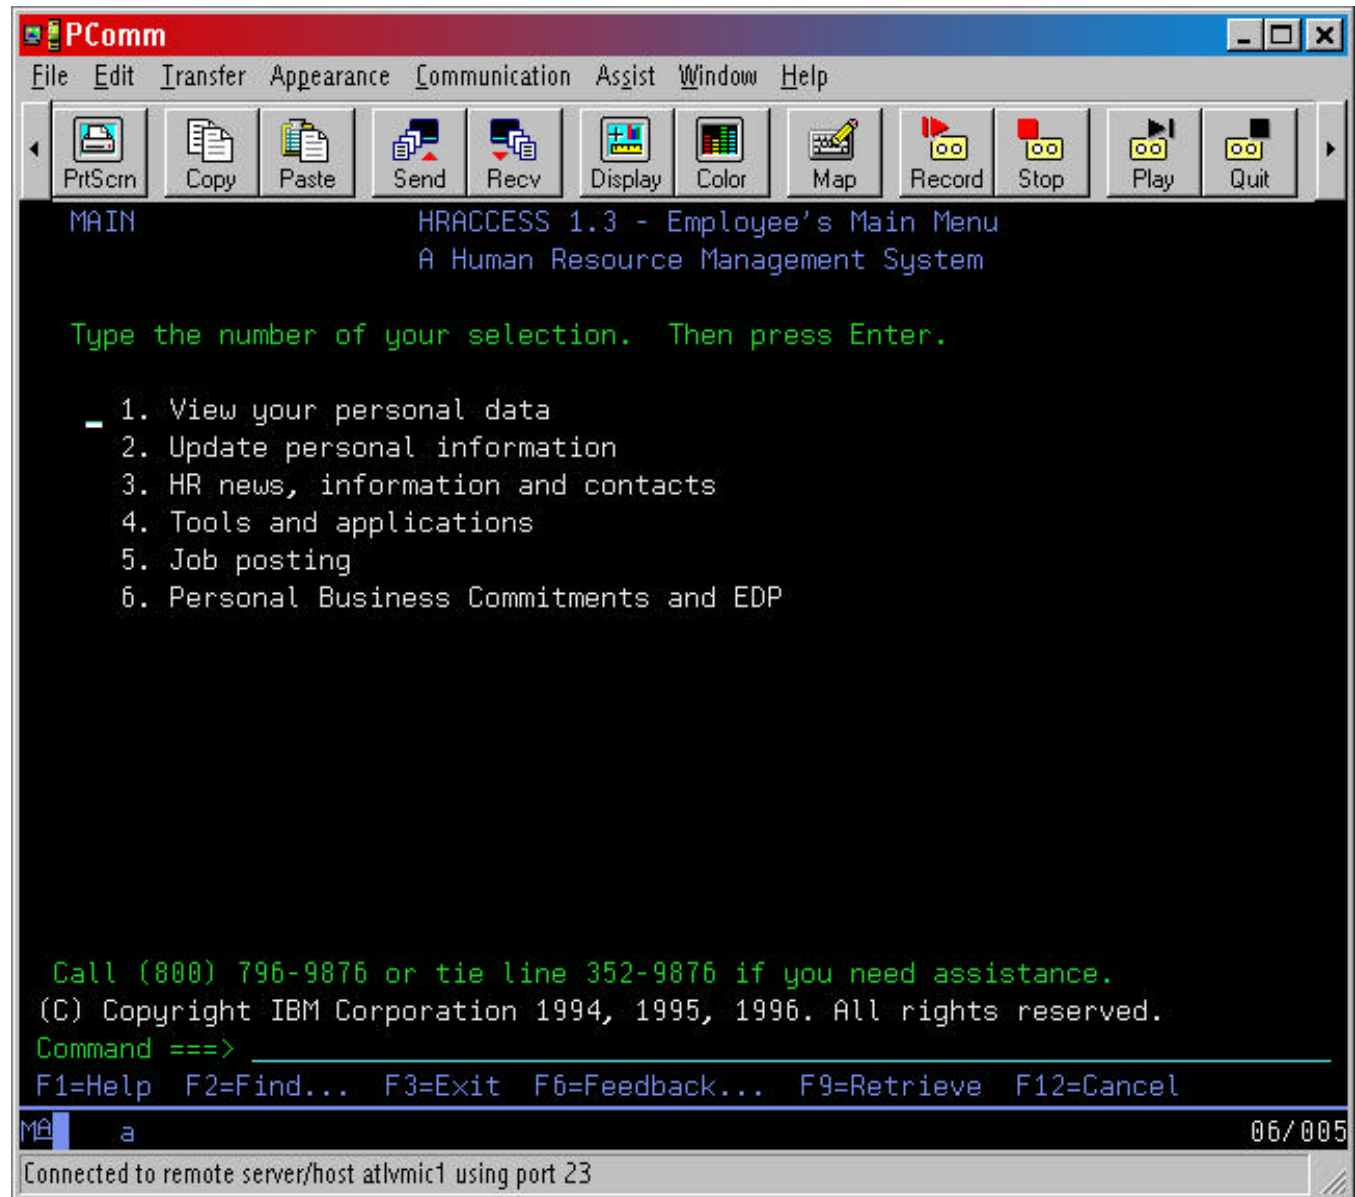 PComm
File Edit Transfer Appearance Communication Assist Window Help
PrtScrn Copy Paste Send Recv Display Color Map Record Stop Play Quit
MAIN HRACCESS 1.3 - Employee's Main Menu
A Human Resource Management System
Type the number of your selection. Then press Enter.
_ 1. View your personal data
2. Update personal information
3. HR news, information and contacts
4. Tools and applications
5. Job posting
6. Personal Business Commitments and EDP
Call (800) 796-9876 or tie line 352-9876 if you need assistance.
(C) Copyright IBM Corporation 1994, 1995, 1996. All rights reserved.
Command ===>
F1=Help F2=Find... F3=Exit F6=Feedback... F9=Retrieve F12=Cancel
MA a 06/005
Connected to remote server/host atlvmic1 using port 23